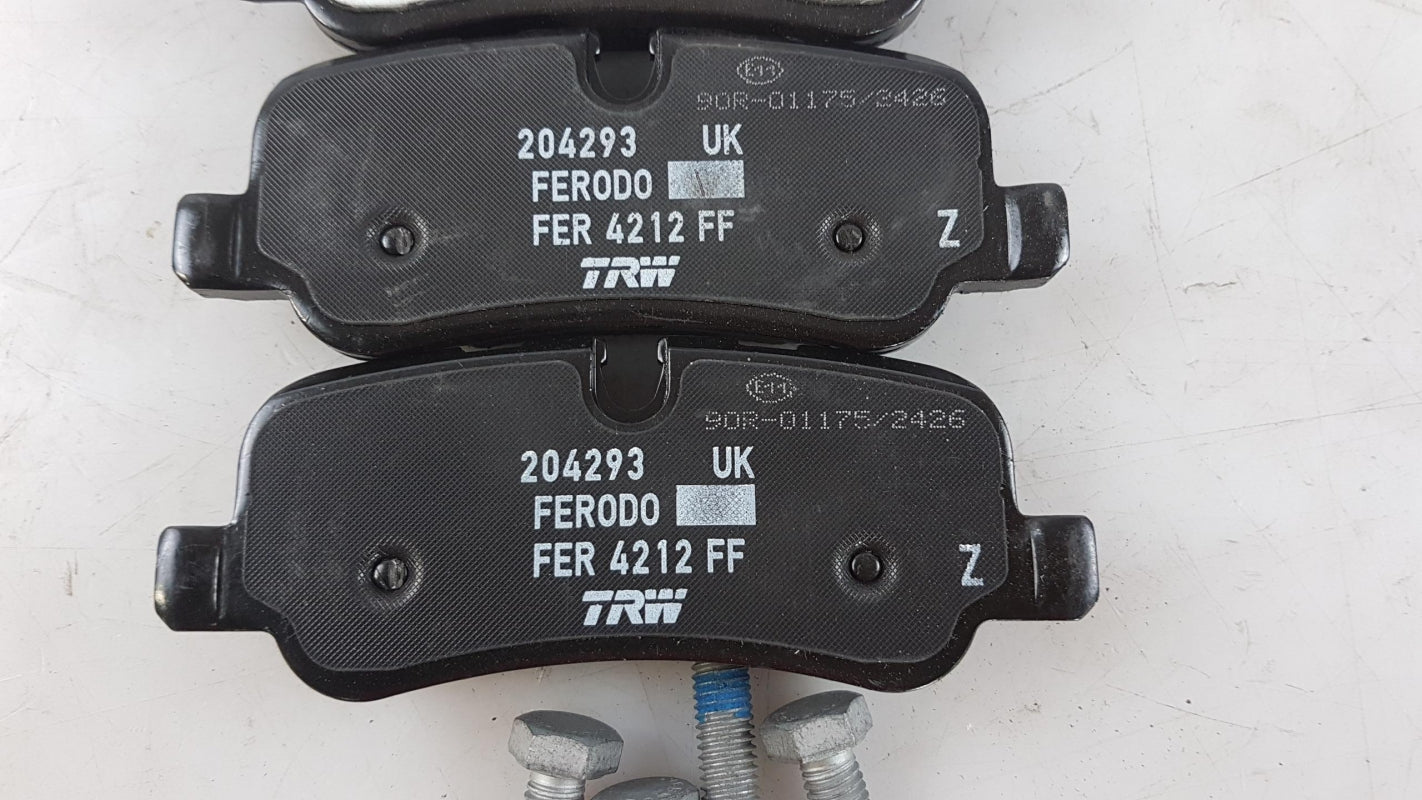 E11
90R-01175/2426
204293 UK
FERODO
FER 4212 FF
Z
TRW
E11
90R-01175/2426
204293 UK
FERODO
FER 4212 FF
Z
TRW